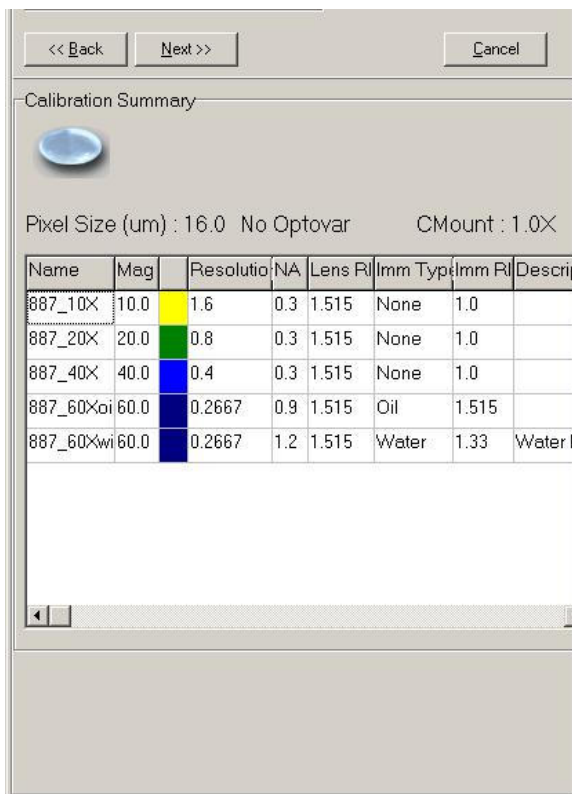 << Back Next >> Cancel
Calibration Summary
Pixel Size (um) : 16.0 No Optovar CMount : 1.0X
Name Mag Resolutio NA Lens RI Imm Type Imm RI Descrip
887_10X 10.0 1.6 0.3 1.515 None 1.0
887_20X 20.0 0.8 0.3 1.515 None 1.0
887_40X 40.0 0.4 0.3 1.515 None 1.0
887_60Xoi 60.0 0.2667 0.9 1.515 Oil 1.515
887_60Xwi 60.0 0.2667 1.2 1.515 Water 1.33 Water